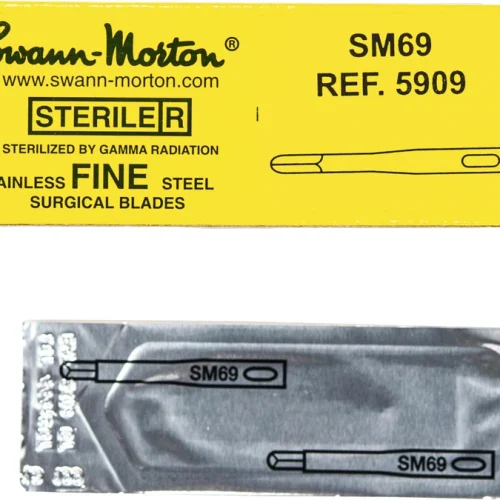 Swann-Morton®
www.swann-morton.com
STERILE R
STERILIZED BY GAMMA RADIATION
AINLESS FINE STEEL
SURGICAL BLADES
SM69
REF. 5909
SM69
SM69